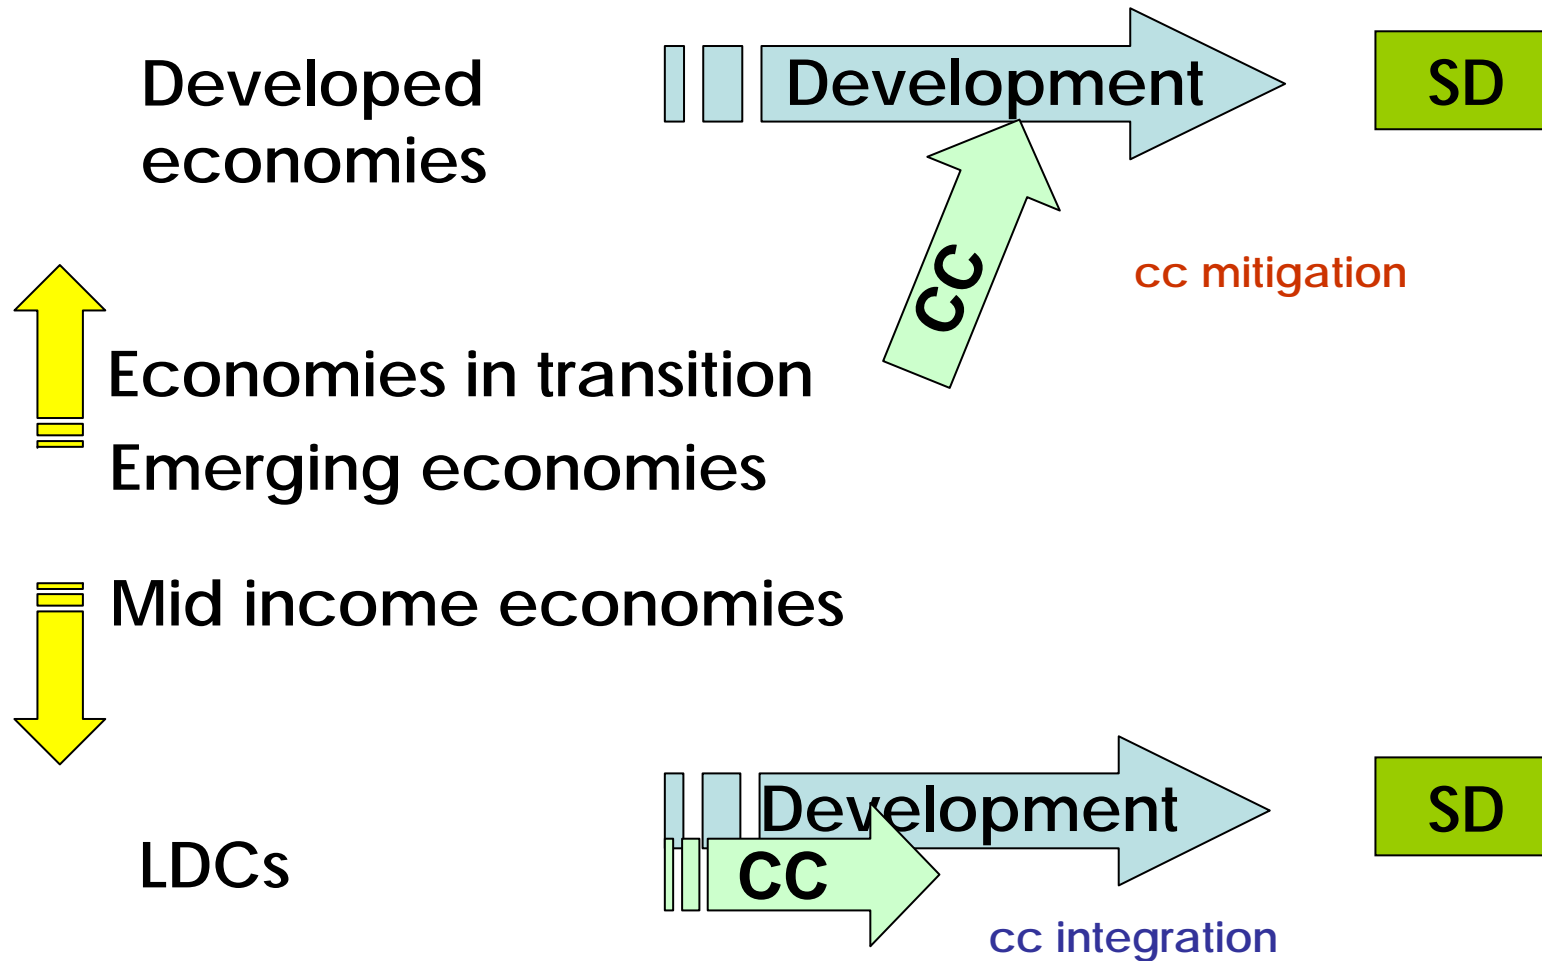 Developed
economies
Development
SD
CC
cc mitigation
Economies in transition
Emerging economies
Mid income economies
Development
SD
LDCs
CC
cc integration